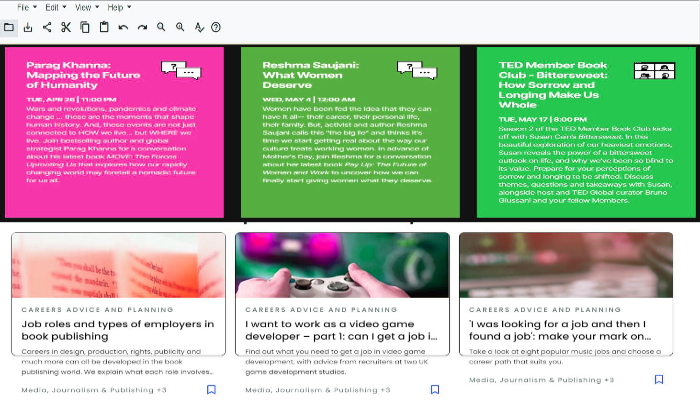 File Edit View Help
Parag Khanna:
Mapping the Future
of Humanity
TUE, APR 26 | 11:00 PM
Wars and revolutions, pandemics and climate
change ... these are the moments that shape
human history. And, these events are not just
connected to HOW we live... but WHERE we
live. Join bestselling author and global
strategist Parag Khanna for a conversation
about his latest book MOVE: The Forces
Uprooting Us that explores how our rapidly
changing world may foretell a nomadic future
for us all.
Reshma Saujani:
What Women
Deserve
WED, MAY 4 | 12:00 AM
Women have been fed the idea that they can
have it all— their career, their personal life,
their family. But, activist and author Reshma
Saujani calls this "the big lie" and thinks it's
time we start getting real about the way our
culture treats working women. In advance of
Mother's Day, join Reshma for a conversation
about her latest book Pay Up: The Future of
Women and Work to uncover how we can
finally start giving women what they deserve.
TED Member Book
Club - Bittersweet:
How Sorrow and
Longing Make Us
Whole
TUE, MAY 17 | 6:00 PM
Season 2 of the TED Member Book Club kicks
off with Susan Cain's Bittersweet. In this
beautiful exploration of our heaviest emotions,
Susan reveals the power of a bittersweet
outlook on life, and why we've been so blind to
its value. Prepare for your perceptions of
sorrow and longing to be shifted. Discuss
themes, questions and takeaways with Susan,
alongside host and TED Global curator Bruno
Giussani and your fellow Members.
CAREERS ADVICE AND PLANNING
Job roles and types of employers in
book publishing
Careers in design, production, rights, publicity and
much more can all be developed in the book
publishing world. We explain what each role involves...
Media, Journalism & Publishing +3
CAREERS ADVICE AND PLANNING
I want to work as a video game
developer – part 1: can I get a job i...
Find out what you need to get a job in video game
development, with advice from recruiters at two UK
game development studios.
Media, Journalism & Publishing +3
CAREERS ADVICE AND PLANNING
'I was looking for a job and then I
found a job': make your mark on...
Take a look at eight popular music jobs and choose a
career path that suits you.
Media, Journalism & Publishing +3